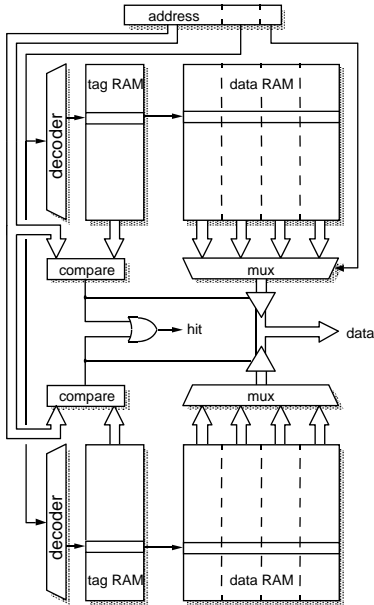 address
tag RAM
data RAM
decoder
compare
mux
hit
data
compare
mux
decoder
tag RAM
data RAM